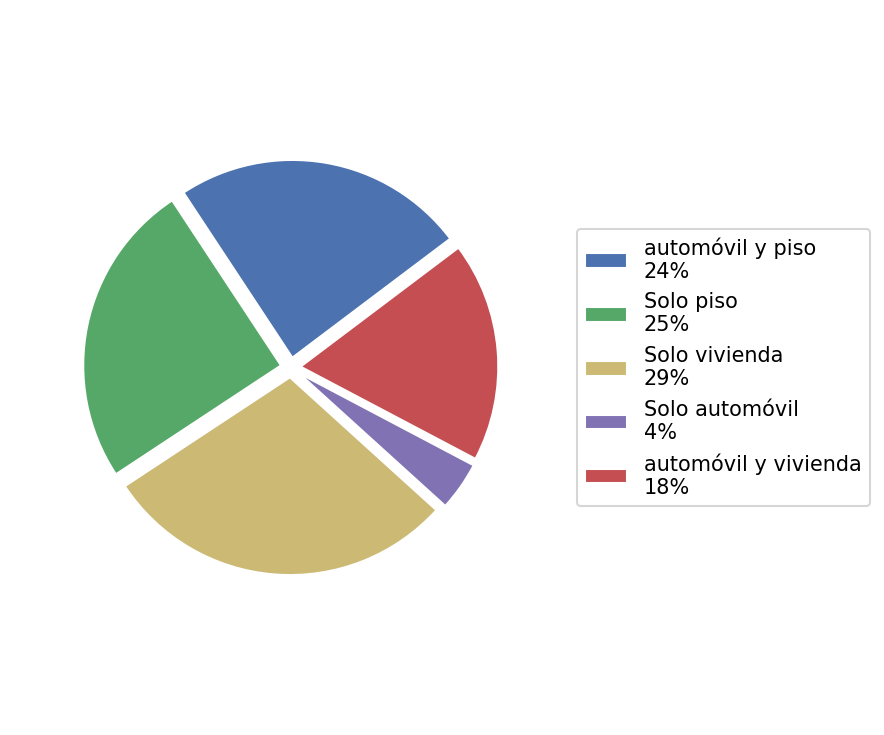 automóvil y piso
24%
Solo piso
25%
Solo vivienda
29%
Solo automóvil
4%
automóvil y vivienda
18%